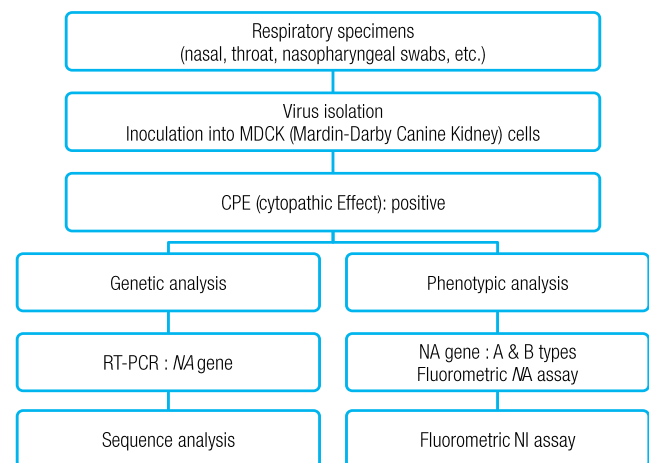 Respiratory specimens
(nasal, throat, nasopharyngeal swabs, etc.)
Virus isolation
Inoculation into MDCK (Mardin-Darby Canine Kidney) cells
CPE (cytopathic Effect): positive
Genetic analysis
Phenotypic analysis
RT-PCR : NA gene
NA gene : A & B types
Fluorometric NA assay
Sequence analysis
Fluorometric NI assay